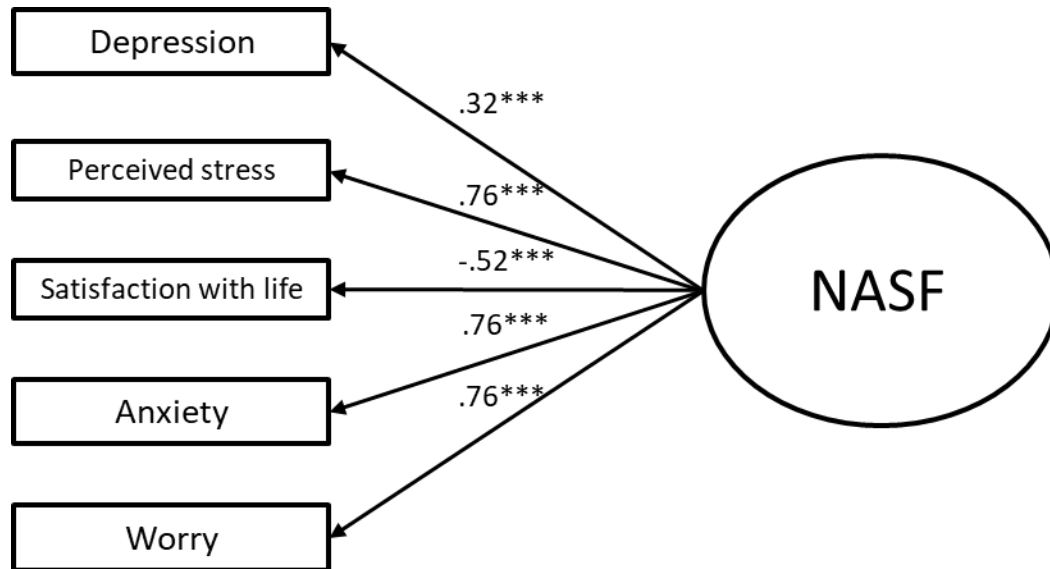 Depression
.32***
Perceived stress
.76***
-.52***
Satisfaction with life
NASF
.76***
Anxiety
.76***
Worry